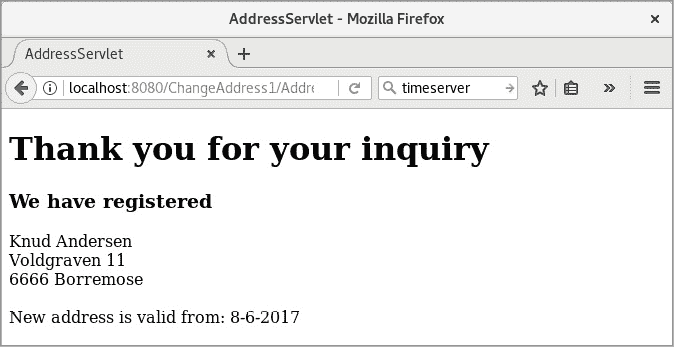 AddressServlet - Mozilla Firefox
AddressServlet
localhost:8080/ChangeAddress1/Addre
timeserver
Thank you for your inquiry
We have registered
Knud Andersen
Voldgraven 11
6666 Borremose
New address is valid from: 8-6-2017